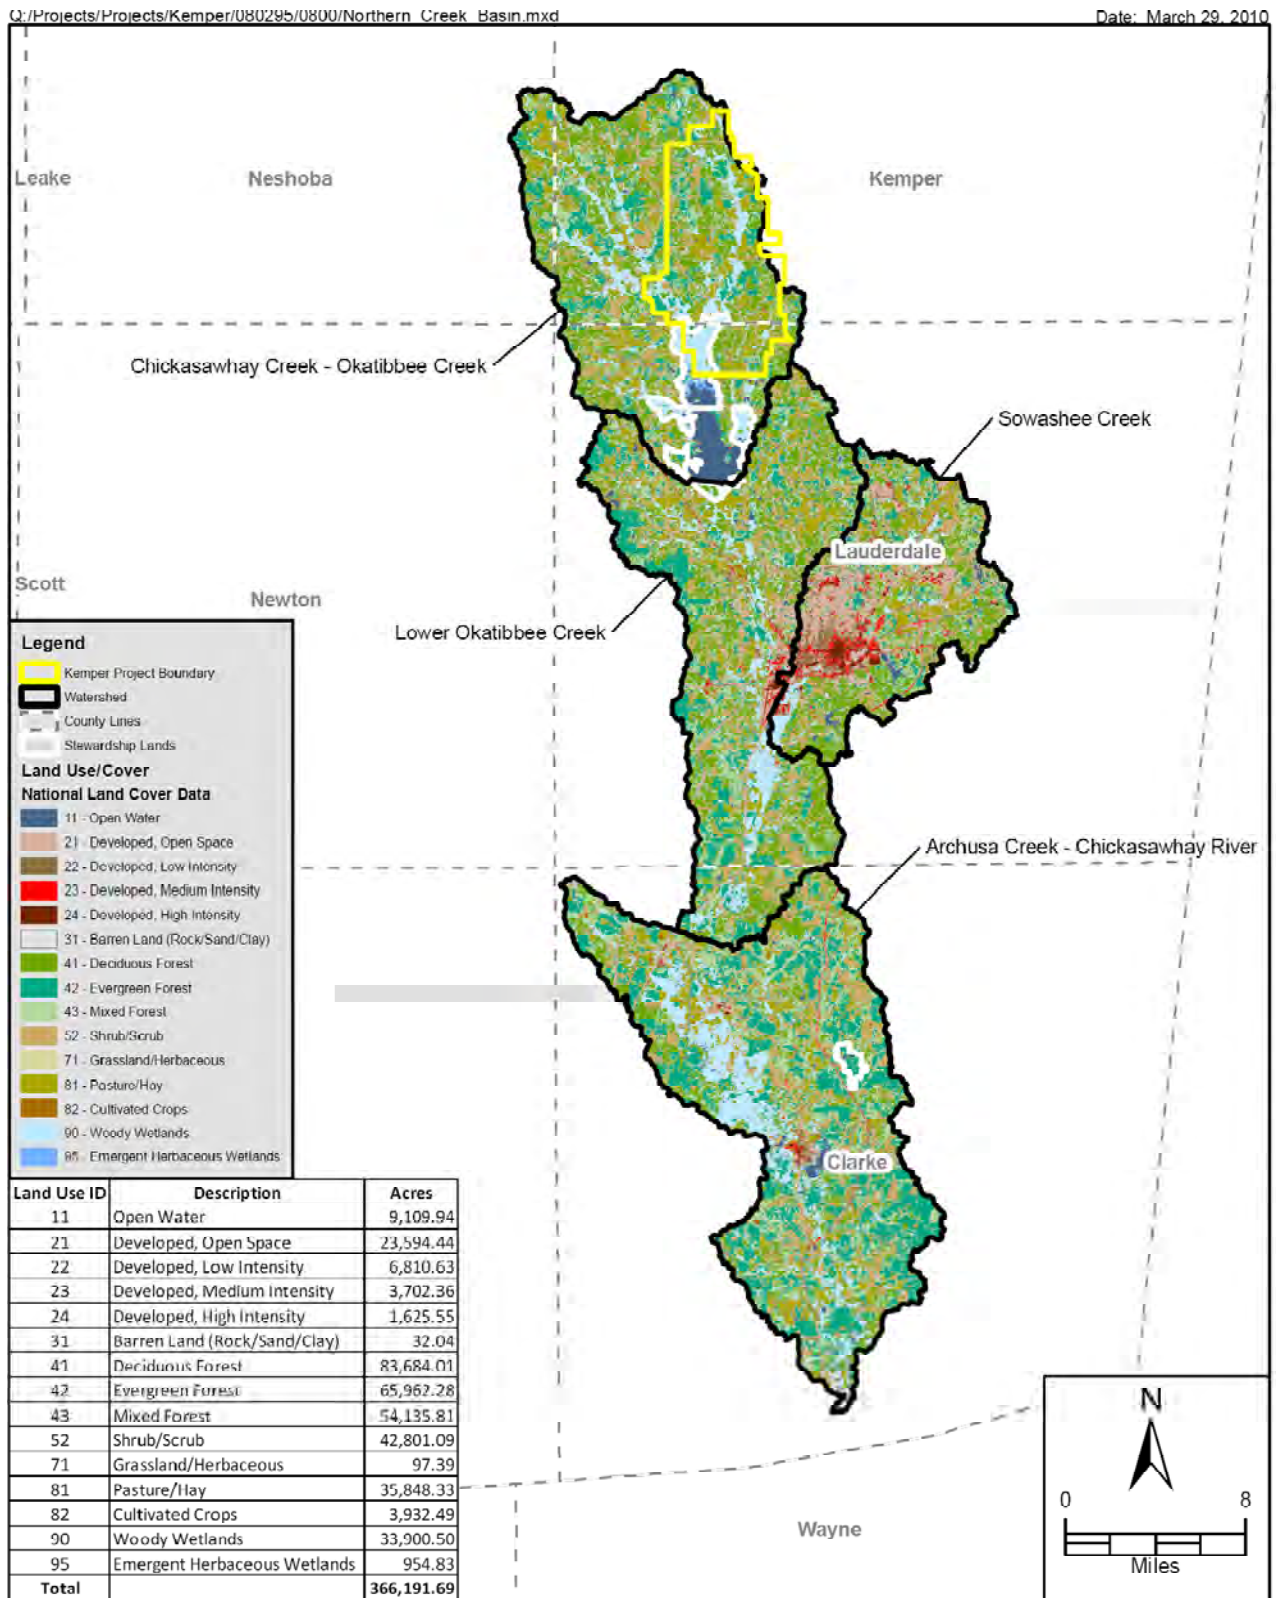 Q:/Projects/Projects/Kemper/080295/0800/Northern_Creek_Basin.mxd
Date: March 29, 2010
Leake
Neshoba
Kemper
Chickasawhay Creek - Okatibbee Creek
Sowashee Creek
Lauderdale
Scott
Newton
Lower Okatibbee Creek
Legend
Kemper Project Boundary
Watershed
County Lines
Stewardship Lands
Land Use/Cover
National Land Cover Data
11 - Open Water
21 - Developed, Open Space
22 - Developed, Low Intensity
23 - Developed, Medium Intensity
24 - Developed, High Intensity
31 - Barren Land (Rock/Sand/Clay)
41 - Deciduous Forest
42 - Evergreen Forest
43 - Mixed Forest
52 - Shrub/Scrub
71 - Grassland/Herbaceous
81 - Pasture/Hay
82 - Cultivated Crops
90 - Woody Wetlands
95 - Emergent Herbaceous Wetlands
Archusa Creek - Chickasawhay River
Clarke
Land Use ID Description Acres
11 Open Water 9,109.94
21 Developed, Open Space 23,594.44
22 Developed, Low Intensity 6,810.63
23 Developed, Medium Intensity 3,702.36
24 Developed, High Intensity 1,625.55
31 Barren Land (Rock/Sand/Clay) 32.04
41 Deciduous Forest 83,684.01
42 Evergreen Forest 65,962.28
43 Mixed Forest 54,135.81
52 Shrub/Scrub 42,801.09
71 Grassland/Herbaceous 97.39
81 Pasture/Hay 35,848.33
82 Cultivated Crops 3,932.49
90 Woody Wetlands 33,900.50
95 Emergent Herbaceous Wetlands 954.83
Total 366,191.69
Wayne
N
0 8
Miles